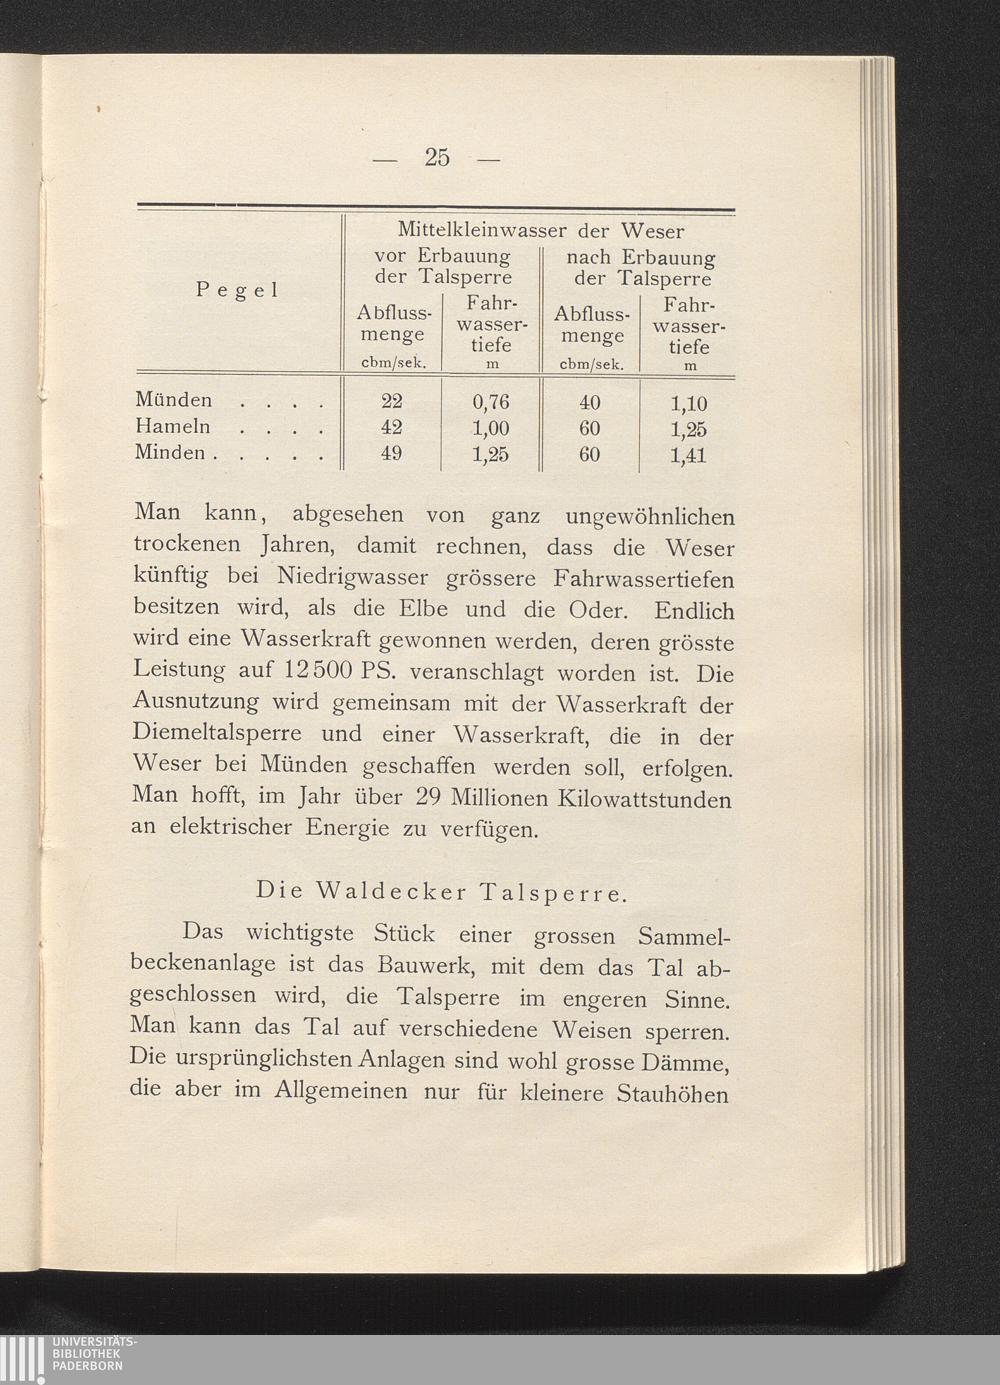 — 25 —
Mittelkleinwasser der Weser
vor Erbauung der Talsperre nach Erbauung der Talsperre
Pegel Abfluss-menge cbm/sek. Fahr-wasser-tiefe m Abfluss-menge cbm/sek. Fahr-wasser-tiefe m
Münden . . . . 22 0,76 40 1,10
Hameln . . . . 42 1,00 60 1,25
Minden . . . . . 49 1,25 60 1,41
Man kann, abgesehen von ganz ungewöhnlichen
trockenen Jahren, damit rechnen, dass die Weser
künftig bei Niedrigwasser grössere Fahrwassertiefen
besitzen wird, als die Elbe und die Oder. Endlich
wird eine Wasserkraft gewonnen werden, deren grösste
Leistung auf 12500 PS. veranschlagt worden ist. Die
Ausnutzung wird gemeinsam mit der Wasserkraft der
Diemeltalsperre und einer Wasserkraft, die in der
Weser bei Münden geschaffen werden soll, erfolgen.
Man hofft, im Jahr über 29 Millionen Kilowattstunden
an elektrischer Energie zu verfügen.
Die Waldecker Talsperre.
Das wichtigste Stück einer grossen Sammel-
beckenanlage ist das Bauwerk, mit dem das Tal ab-
geschlossen wird, die Talsperre im engeren Sinne.
Man kann das Tal auf verschiedene Weisen sperren.
Die ursprünglichsten Anlagen sind wohl grosse Dämme,
die aber im Allgemeinen nur für kleinere Stauhöhen
UNIVERSITÄTS-
BIBLIOTHEK
PADERBORN